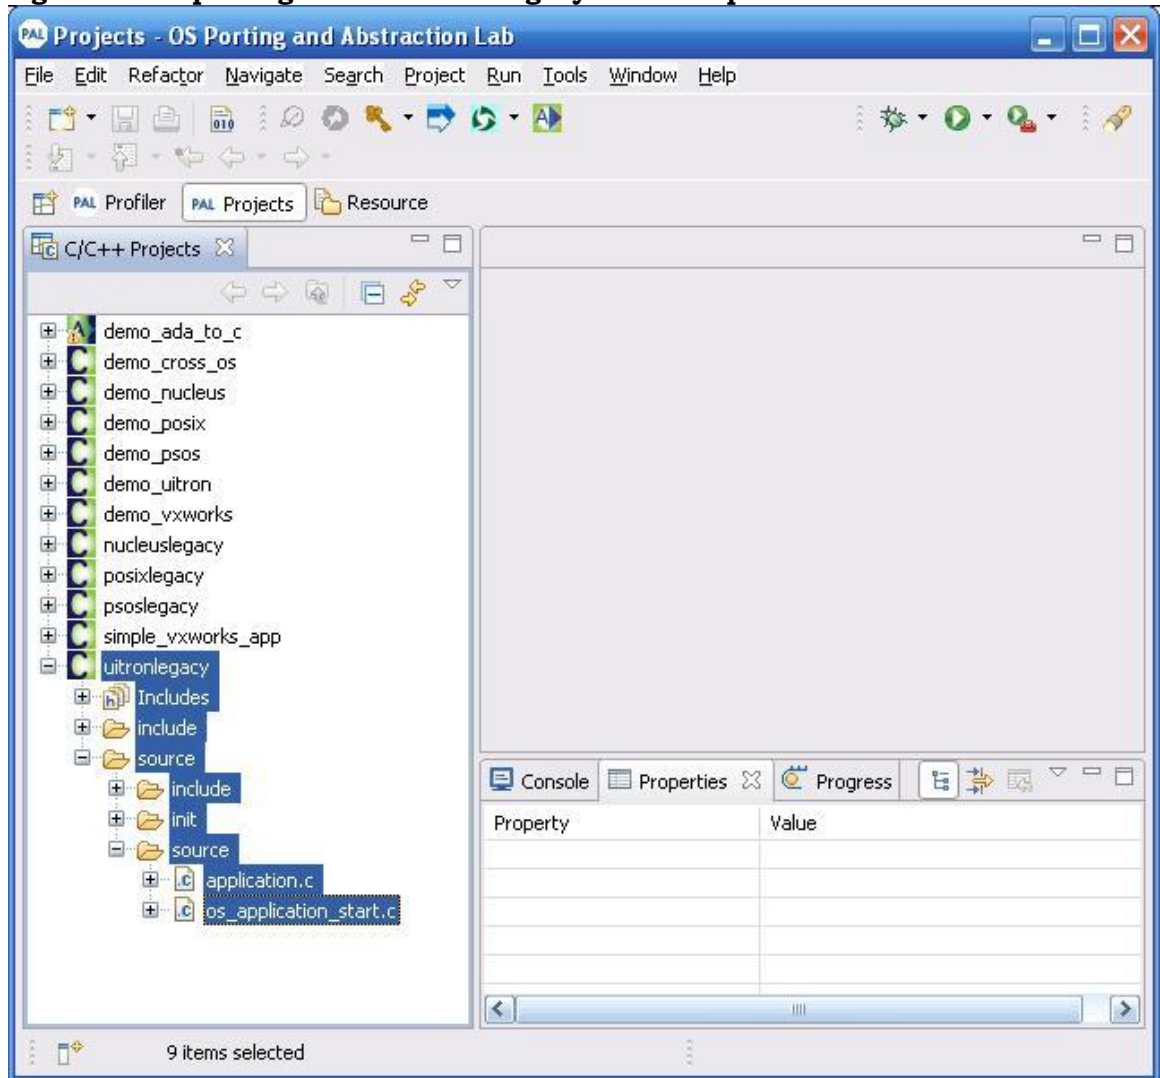 PAL Projects - OS Porting and Abstraction Lab
File Edit Refactor Navigate Search Project Run Tools Window Help
010
A
PAL Profiler PAL Projects Resource
C/C++ Projects
demo_ada_to_c
demo_cross_os
demo_nucleus
demo_posix
demo_psos
demo_uitron
demo_vxworks
nucleuslegacy
posixlegacy
psoslegacy
simple_vxworks_app
uitronlegacy
Includes
include
source
include
init
source
application.c
os_application_start.c
Console Properties Progress
Property Value
9 items selected